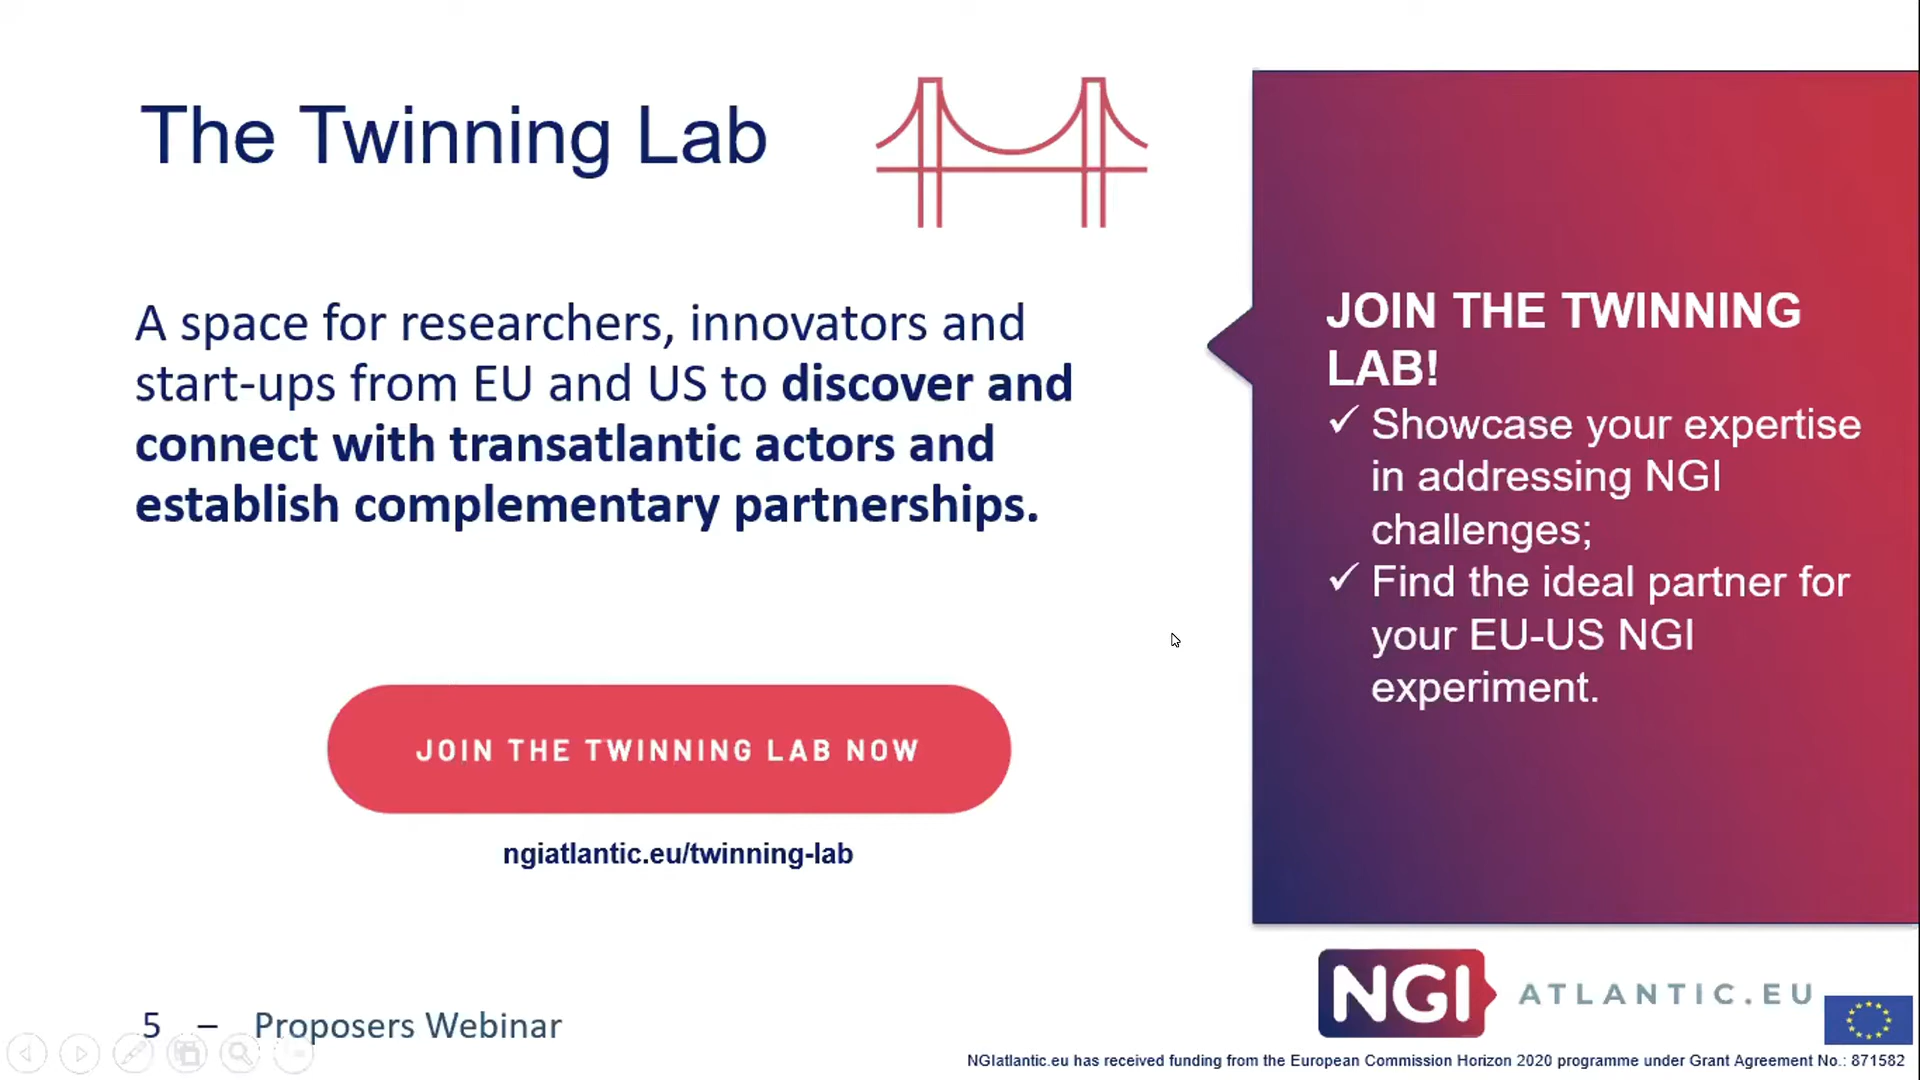 The Twinning Lab
A space for researchers, innovators and
start-ups from EU and US to discover and
connect with transatlantic actors and
establish complementary partnerships.
JOIN THE TWINNING LAB NOW
ngiatlantic.eu/twinning-lab
JOIN THE TWINNING
LAB!
✓ Showcase your expertise
in addressing NGI
challenges;
✓ Find the ideal partner for
your EU-US NGI
experiment.
5 – Proposers Webinar
NGI ATLANTIC.EU
NGIatlantic.eu has received funding from the European Commission Horizon 2020 programme under Grant Agreement No.: 871582